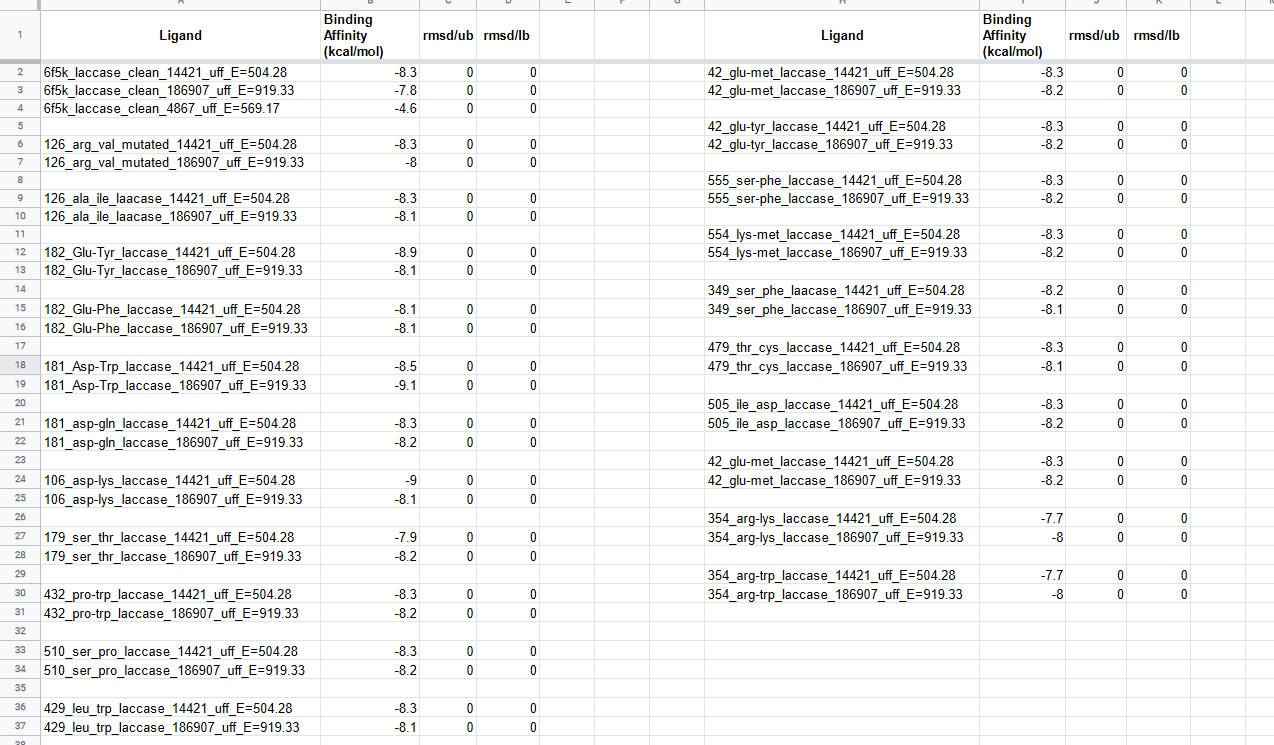 Ligand Binding Affinity (kcal/mol) rmsd/ub rmsd/lb Ligand Binding Affinity (kcal/mol) rmsd/ub rmsd/lb
1
2 6f5k_laccase_clean_14421_uff_E=504.28 -8.3 0 0 42_glu-met_laccase_14421_uff_E=504.28 -8.3 0 0
3 6f5k_laccase_clean_186907_uff_E=919.33 -7.8 0 0 42_glu-met_laccase_186907_uff_E=919.33 -8.2 0 0
4 6f5k_laccase_clean_4867_uff_E=569.17 -4.6 0 0
5 42_glu-tyr_laccase_14421_uff_E=504.28 -8.3 0 0
6 126_arg_val_mutated_14421_uff_E=504.28 -8.3 0 0 42_glu-tyr_laccase_186907_uff_E=919.33 -8.2 0 0
7 126_arg_val_mutated_186907_uff_E=919.33 -8 0 0
8 555_ser-phe_laccase_14421_uff_E=504.28 -8.3 0 0
9 126_ala_ile_laacase_14421_uff_E=504.28 -8.3 0 0 555_ser-phe_laccase_186907_uff_E=919.33 -8.2 0 0
10 126_ala_ile_laacase_186907_uff_E=919.33 -8.1 0 0
11 554_lys-met_laccase_14421_uff_E=504.28 -8.3 0 0
12 182_Glu-Tyr_laccase_14421_uff_E=504.28 -8.9 0 0 554_lys-met_laccase_186907_uff_E=919.33 -8.2 0 0
13 182_Glu-Tyr_laccase_186907_uff_E=919.33 -8.1 0 0
14 349_ser_phe_laacase_14421_uff_E=504.28 -8.2 0 0
15 182_Glu-Phe_laccase_14421_uff_E=504.28 -8.1 0 0 349_ser_phe_laccase_186907_uff_E=919.33 -8.1 0 0
16 182_Glu-Phe_laccase_186907_uff_E=919.33 -8.1 0 0
17 479_thr_cys_laccase_14421_uff_E=504.28 -8.3 0 0
18 181_Asp-Trp_laccase_14421_uff_E=504.28 -8.5 0 0 479_thr_cys_laccase_186907_uff_E=919.33 -8.1 0 0
19 181_Asp-Trp_laccase_186907_uff_E=919.33 -9.1 0 0
20 505_ile_asp_laccase_14421_uff_E=504.28 -8.3 0 0
21 181_asp-gln_laccase_14421_uff_E=504.28 -8.3 0 0 505_ile_asp_laccase_186907_uff_E=919.33 -8.2 0 0
22 181_asp-gln_laccase_186907_uff_E=919.33 -8.2 0 0
23 42_glu-met_laccase_14421_uff_E=504.28 -8.3 0 0
24 106_asp-lys_laccase_14421_uff_E=504.28 -9 0 0 42_glu-met_laccase_186907_uff_E=919.33 -8.2 0 0
25 106_asp-lys_laccase_186907_uff_E=919.33 -8.1 0 0
26 354_arg-lys_laccase_14421_uff_E=504.28 -7.7 0 0
27 179_ser_thr_laccase_14421_uff_E=504.28 -7.9 0 0 354_arg-lys_laccase_186907_uff_E=919.33 -8 0 0
28 179_ser_thr_laccase_186907_uff_E=919.33 -8.2 0 0
29 354_arg-trp_laccase_14421_uff_E=504.28 -7.7 0 0
30 432_pro-trp_laccase_14421_uff_E=504.28 -8.3 0 0 354_arg-trp_laccase_186907_uff_E=919.33 -8 0 0
31 432_pro-trp_laccase_186907_uff_E=919.33 -8.2 0 0
32
33 510_ser_pro_laccase_14421_uff_E=504.28 -8.3 0 0
34 510_ser_pro_laccase_186907_uff_E=919.33 -8.2 0 0
35
36 429_leu_trp_laccase_14421_uff_E=504.28 -8.3 0 0
37 429_leu_trp_laccase_186907_uff_E=919.33 -8.1 0 0